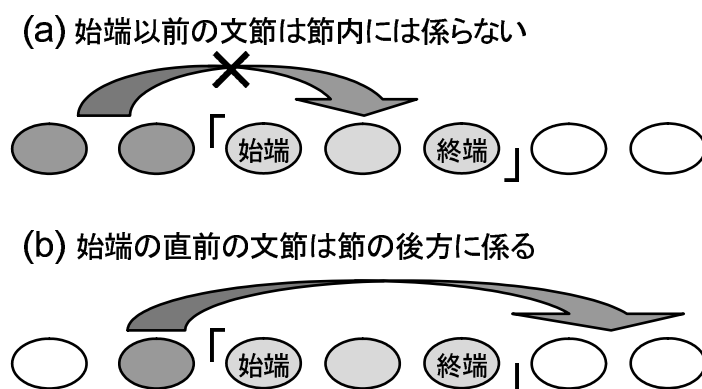 (a) 始端以前の文節は節内には係らない
「始端 終端」
(b) 始端の直前の文節は節の後方に係る
「始端 終端」